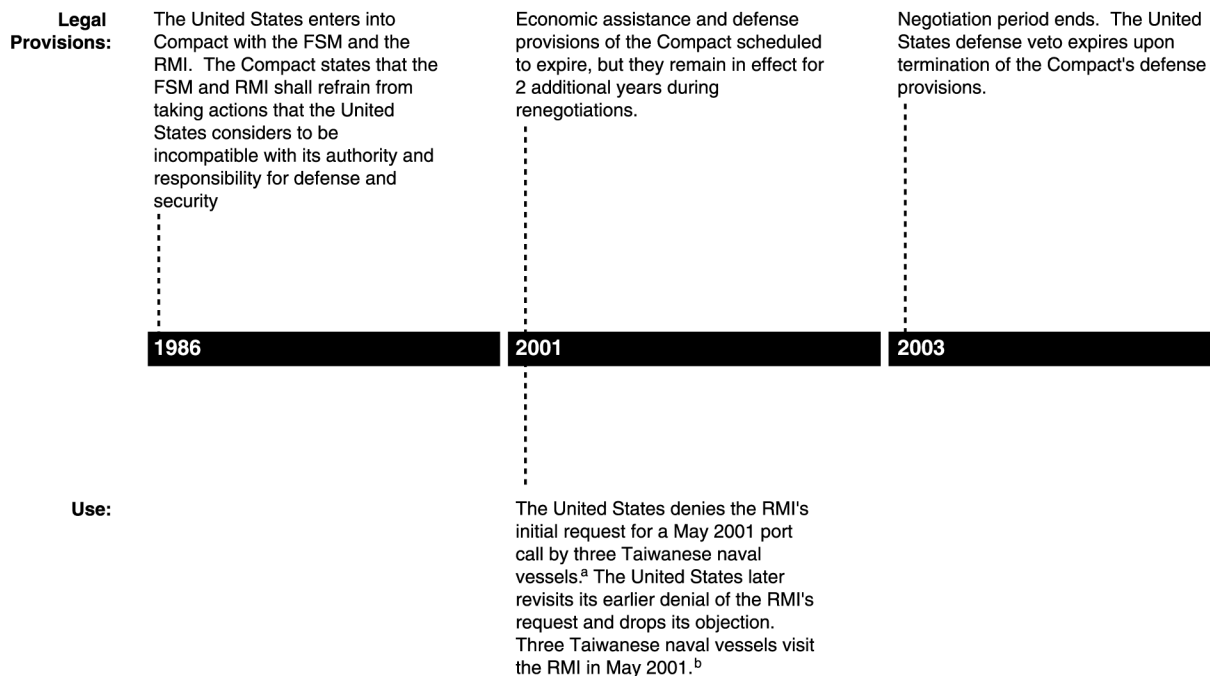 Legal
Provisions:
The United States enters into
Compact with the FSM and the
RMI.  The Compact states that the
FSM and RMI shall refrain from
taking actions that the United
States considers to be
incompatible with its authority and
responsibility for defense and
security
Economic assistance and defense
provisions of the Compact scheduled
to expire, but they remain in effect for
2 additional years during
renegotiations.
Negotiation period ends.  The United
States defense veto expires upon
termination of the Compact's defense
provisions.
1986
2001
2003
Use:
The United States denies the RMI's
initial request for a May 2001 port
call by three Taiwanese naval
vessels.a The United States later
revisits its earlier denial of the RMI's
request and drops its objection.
Three Taiwanese naval vessels visit
the RMI in May 2001.b